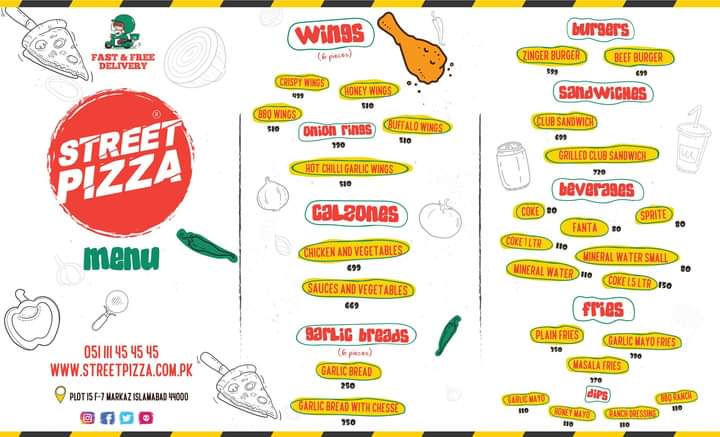 FAST & FREE
DELIVERY
STREET
PIZZA
®
menu
051 111 45 45 45
WWW.STREETPIZZA.COM.PK
PLOT 15 F-7 MARKAZ ISLAMABAD 44000
Wings
(6 pieces)
CRISPY WINGS
499
HONEY WINGS
510
BBQ WINGS
510
BUFFALO WINGS
510
Onion rings
390
HOT CHILLI GARLIC WINGS
510
CALZONES
CHICKEN AND VEGETABLES
699
SAUCES AND VEGETABLES
669
garlic breads
(6 pieces)
GARLIC BREAD
250
GARLIC BREAD WITH CHESSE
350
Burgers
ZINGER BURGER
599
BEEF BURGER
699
Sandwiches
CLUB SANDWICH
699
GRILLED CLUB SANDWICH
720
beverages
COKE 80
FANTA 80
SPRITE 80
COKE 1 LTR 110
MINERAL WATER SMALL 80
MINERAL WATER 110
COKE 1.5 LTR 150
fries
PLAIN FRIES
350
GARLIC MAYO FRIES
390
MASALA FRIES
370
dips
GARLIC MAYO
110
HONEY MAYO
110
RANCH DRESSING
110
BBQ RANCH
110